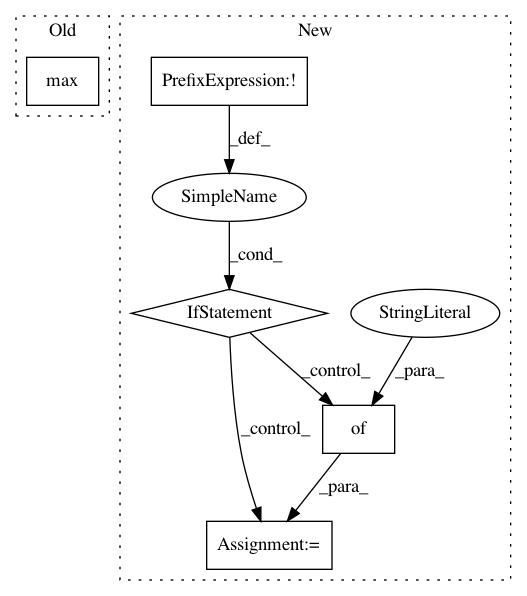 Old
New
max
PrefixExpression:!
_def_
SimpleName
_cond_
IfStatement
StringLiteral
_control_
_para_
_control_
of
_para_
Assignment:=